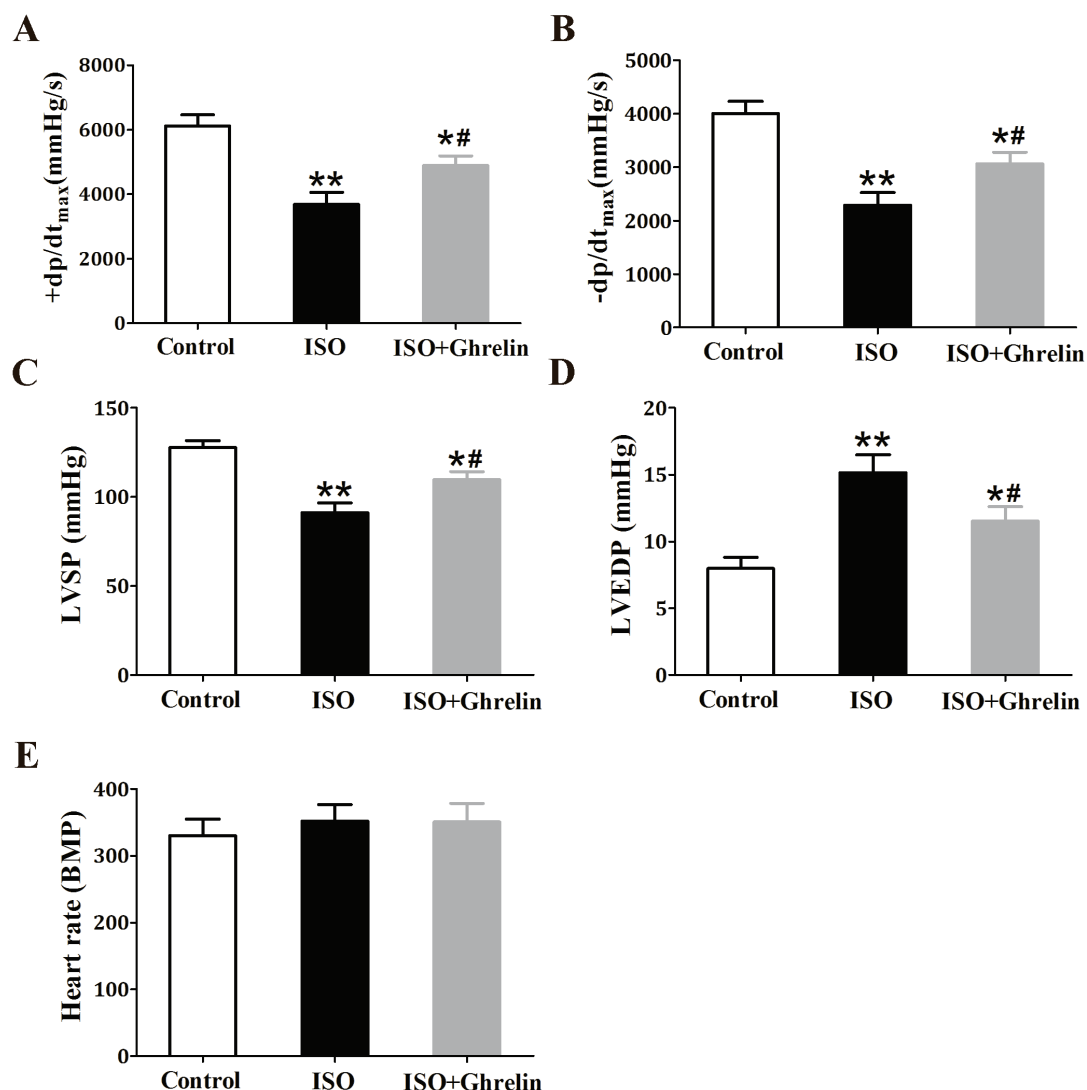 A
+dp/dtmax(mmHg/s)
8000
6000
4000
2000
0
**
*#
Control
ISO
ISO+Ghrelin
B
-dp/dtmax(mmHg/s)
5000
4000
3000
2000
1000
0
**
*#
Control
ISO
ISO+Ghrelin
C
LVSP (mmHg)
150
100
50
0
**
*#
Control
ISO
ISO+Ghrelin
D
LVEDP (mmHg)
20
15
10
5
0
**
*#
Control
ISO
ISO+Ghrelin
E
Heart rate (BMP)
400
300
200
100
0
Control
ISO
ISO+Ghrelin